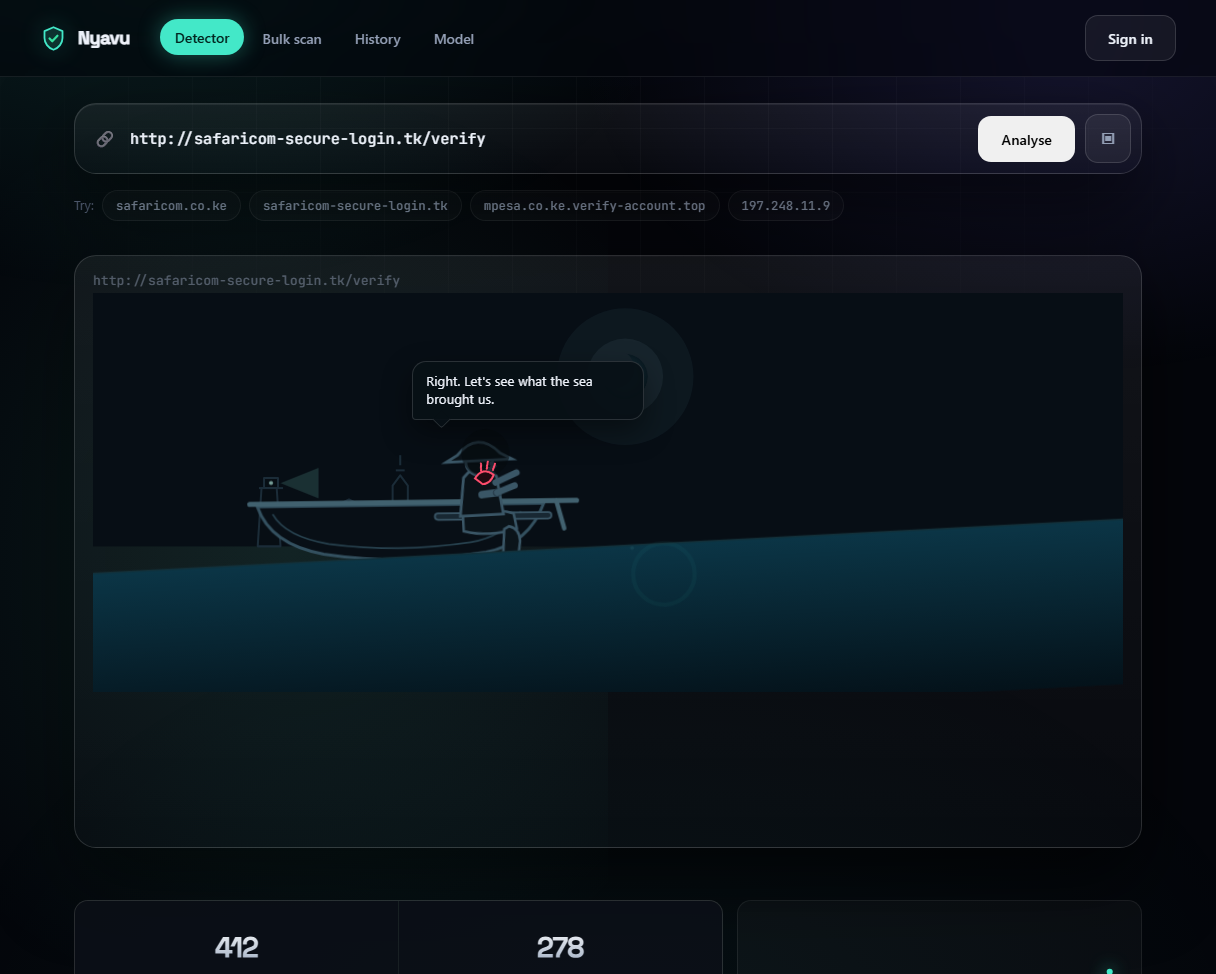 Nyavu
Detector
Bulk scan
History
Model
Sign in
http://safaricom-secure-login.tk/verify
Analyse
Try:
safaricom.co.ke
safaricom-secure-login.tk
mpesa.co.ke.verify-account.top
197.248.11.9
http://safaricom-secure-login.tk/verify
Right. Let's see what the sea
brought us.
412
278